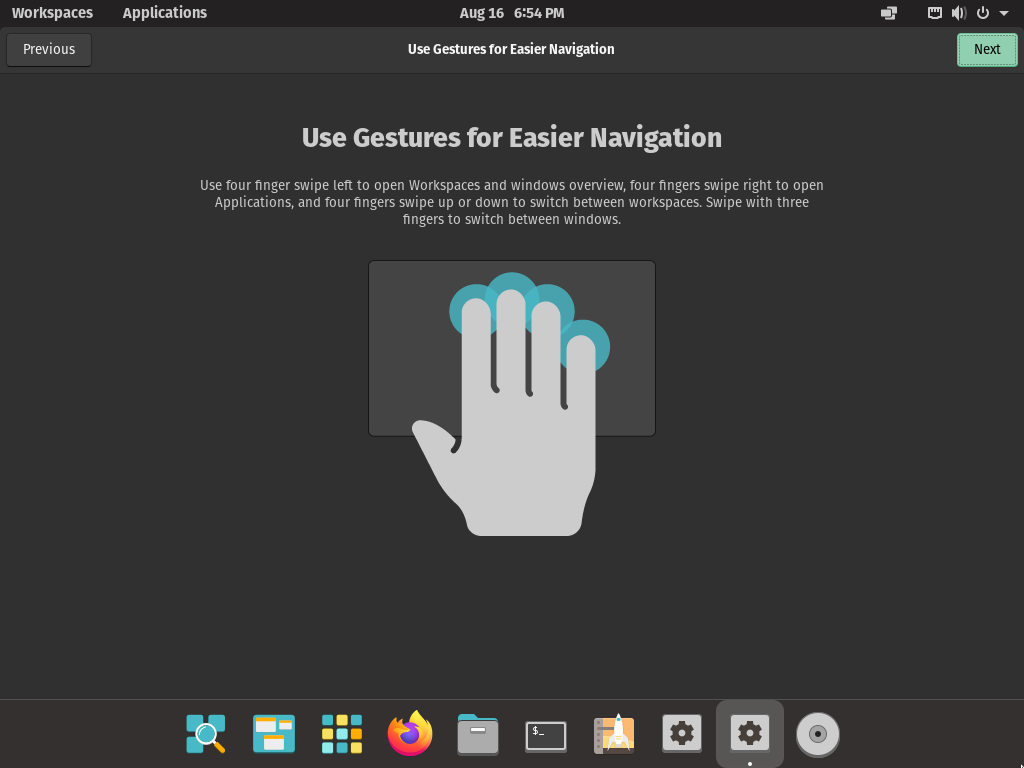 Workspaces Applications Aug 16 6:54 PM
Previous Use Gestures for Easier Navigation Next
Use Gestures for Easier Navigation
Use four finger swipe left to open Workspaces and windows overview, four fingers swipe right to open
Applications, and four fingers swipe up or down to switch between workspaces. Swipe with three
fingers to switch between windows.
$_